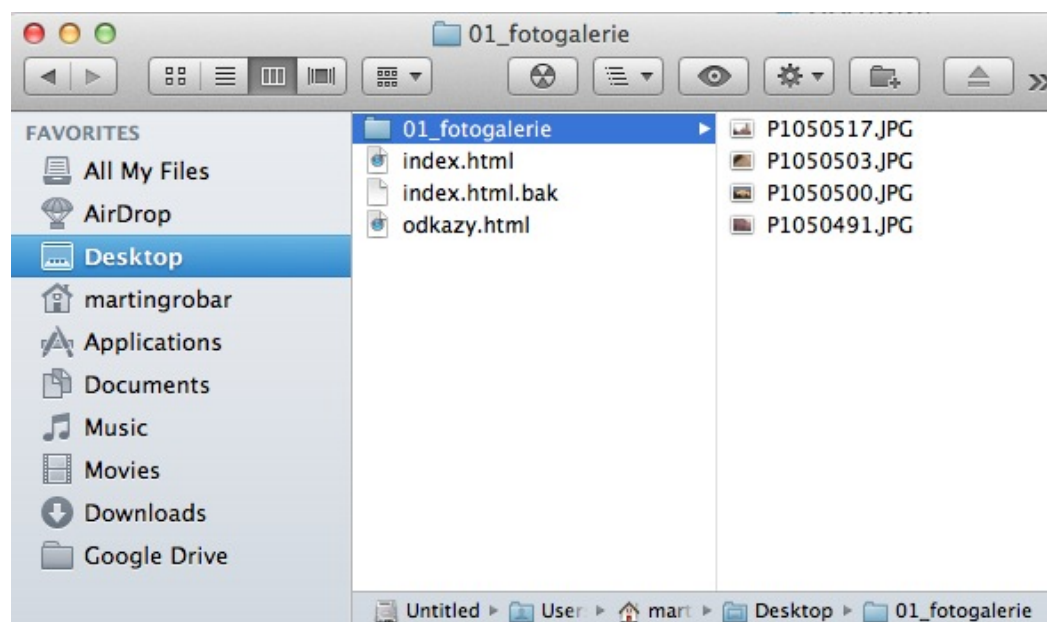 01_fotogalerie
FAVORITES
All My Files
AirDrop
Desktop
martingrobar
Applications
Documents
Music
Movies
Downloads
Google Drive
01_fotogalerie
index.html
index.html.bak
odkazy.html
P1050517.JPG
P1050503.JPG
P1050500.JPG
P1050491.JPG
Untitled User mart Desktop 01_fotogalerie